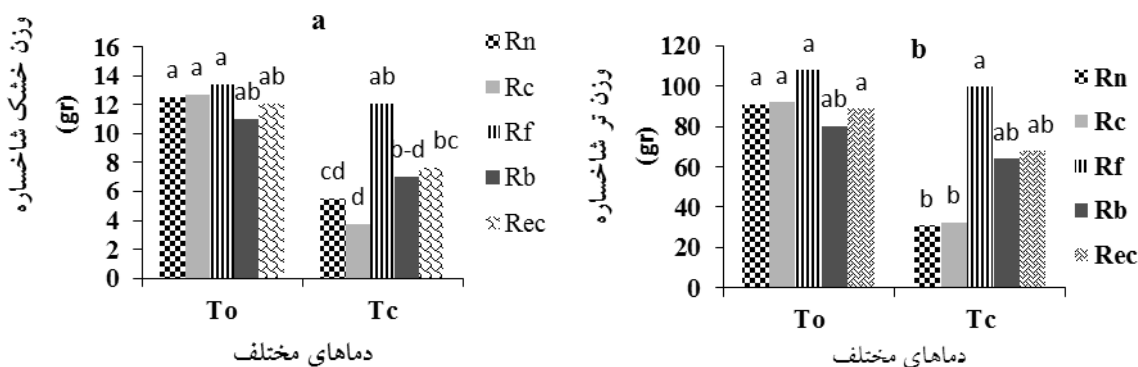 وزن خشک شاخساره
(gr)
a
16
14
12
10
8
6
4
2
0
a a a ab ab
cd d ab b-d bc
To Tc
دماهای مختلف
Rn
Rc
Rf
Rb
Rec
وزن تر شاخساره
(gr)
b
120
100
80
60
40
20
0
a a a ab a
b b a ab ab
To Tc
دماهای مختلف
Rn
Rc
Rf
Rb
Rec